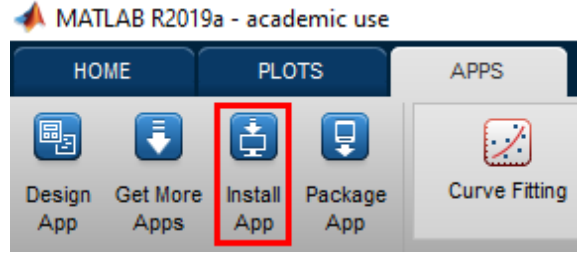 MATLAB R2019a - academic use
HOME PLOTS APPS
Design App
Get More Apps
Install App
Package App
Curve Fitting